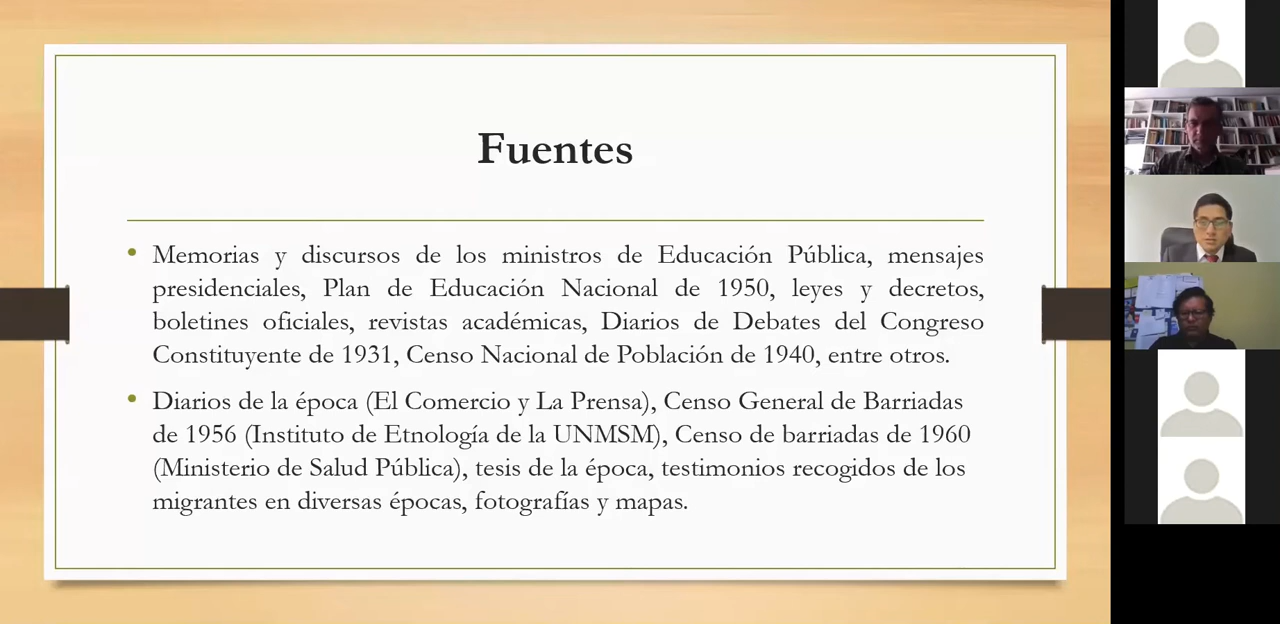 Fuentes
• Memorias y discursos de los ministros de Educación Pública, mensajes
presidenciales, Plan de Educación Nacional de 1950, leyes y decretos,
boletines oficiales, revistas académicas, Diarios de Debates del Congreso
Constituyente de 1931, Censo Nacional de Población de 1940, entre otros.
• Diarios de la época (El Comercio y La Prensa), Censo General de Barriadas
de 1956 (Instituto de Etnología de la UNMSM), Censo de barriadas de 1960
(Ministerio de Salud Pública), tesis de la época, testimonios recogidos de los
migrantes en diversas épocas, fotografías y mapas.